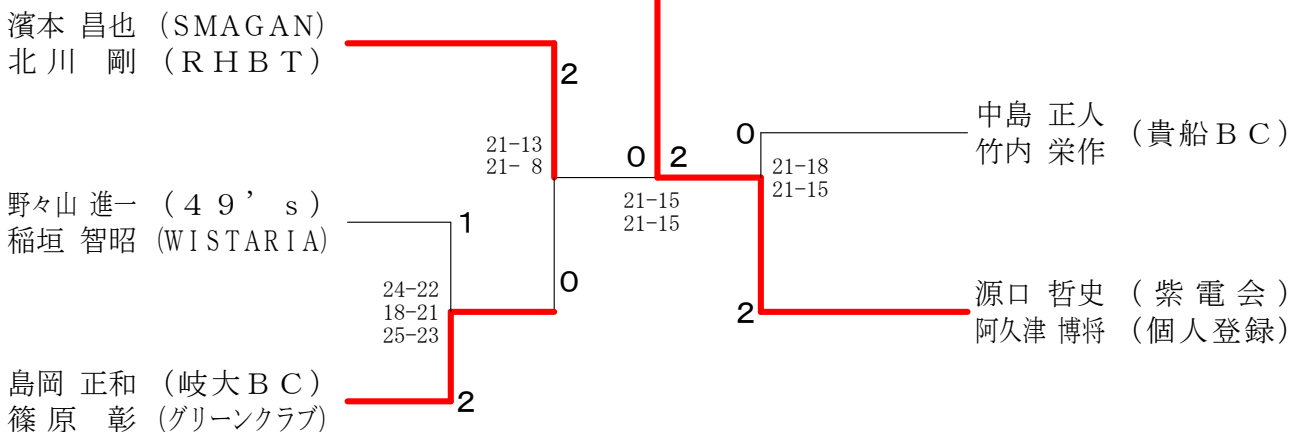 濱本 昌也 (SMAGAN)
北川 剛 (ＲＨＢＴ)
2
21-13
21- 8
野々山 進一 (４９’ｓ)
稲垣 智昭 (WISTARIA)
1
24-22
18-21
25-23
0
島岡 正和 (岐大ＢＣ)
篠原 彰 (グリーンクラブ)
2
0 2
21-15
21-15
0
中島 正人
竹内 栄作
(貴船ＢＣ)
21-18
21-15
2
源口 哲史 (紫電会)
阿久津 博将 (個人登録)